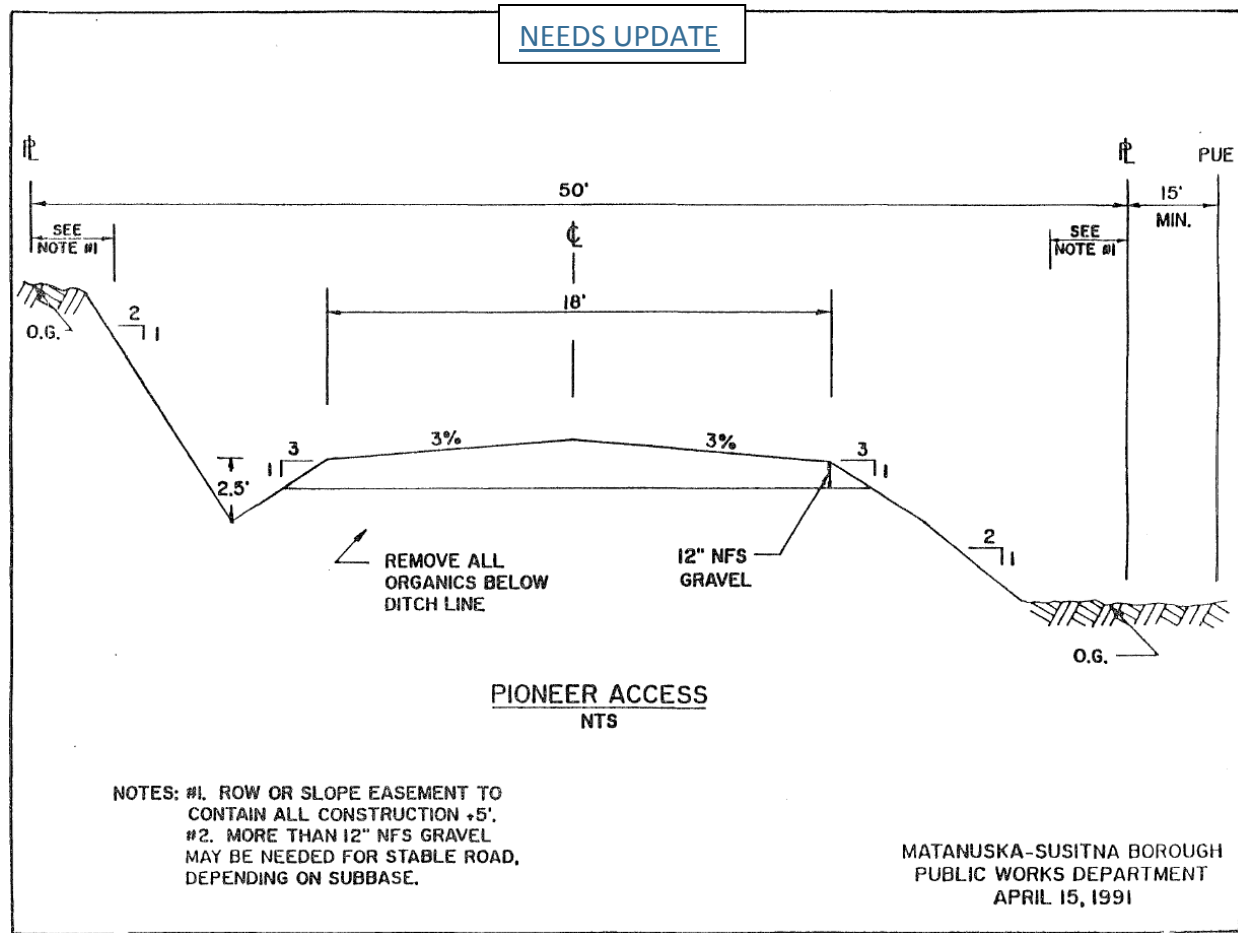 NEEDS UPDATE
PL
PL
PUE
50'
15'
MIN.
SEE
NOTE #1
CL
SEE
NOTE #1
18'
2
1
O.G.
3%
3%
3
1
3
1
2.5'
2
1
REMOVE ALL
ORGANICS BELOW
DITCH LINE
12" NFS
GRAVEL
O.G.
PIONEER ACCESS
NTS
NOTES: #1. ROW OR SLOPE EASEMENT TO
CONTAIN ALL CONSTRUCTION +5'.
#2. MORE THAN 12" NFS GRAVEL
MAY BE NEEDED FOR STABLE ROAD,
DEPENDING ON SUBBASE.
MATANUSKA-SUSITNA BOROUGH
PUBLIC WORKS DEPARTMENT
APRIL 15, 1991